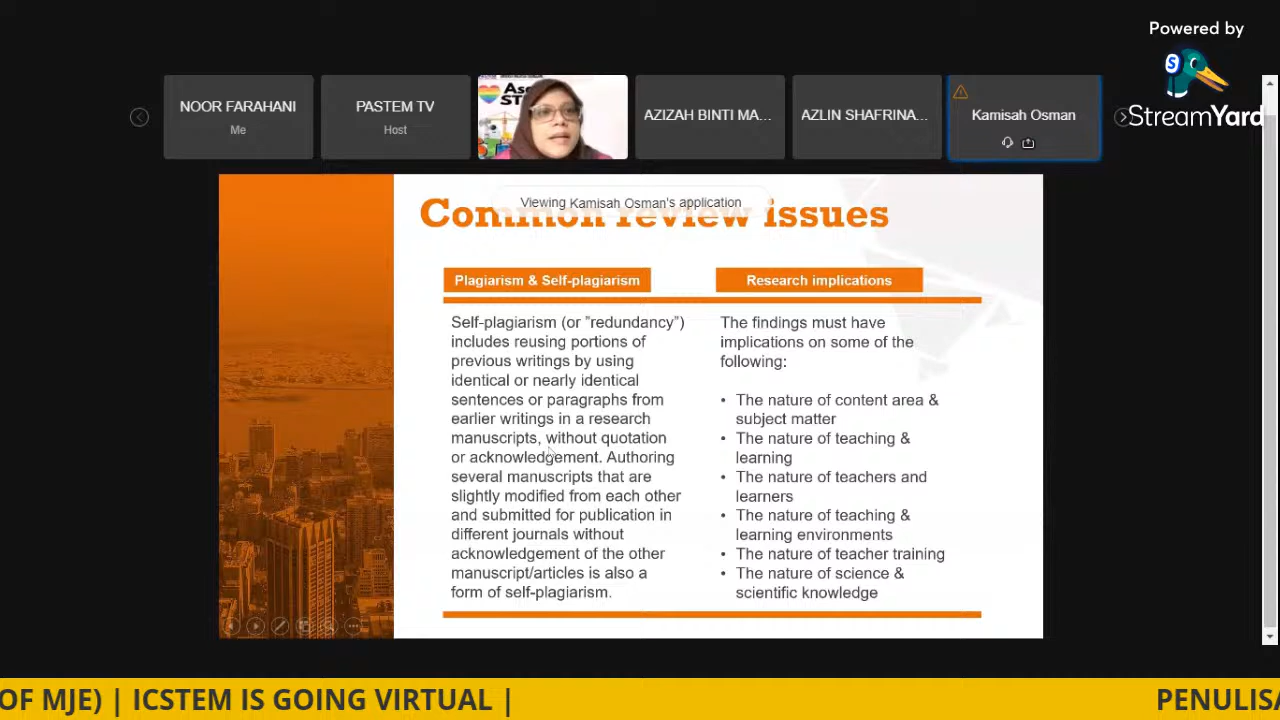 Powered by
StreamYard
NOOR FARAHANI
Me
PASTEM TV
Host
AZIZAH BINTI MA...
AZLIN SHAFRINA...
Kamisah Osman
Viewing Kamisah Osman's application
Common review issues
Plagiarism & Self-plagiarism
Self-plagiarism (or "redundancy")
includes reusing portions of
previous writings by using
identical or nearly identical
sentences or paragraphs from
earlier writings in a research
manuscripts, without quotation
or acknowledgement. Authoring
several manuscripts that are
slightly modified from each other
and submitted for publication in
different journals without
acknowledgement of the other
manuscript/articles is also a
form of self-plagiarism.
Research implications
The findings must have
implications on some of the
following:
• The nature of content area &
subject matter
• The nature of teaching &
learning
• The nature of teachers and
learners
• The nature of teaching &
learning environments
• The nature of teacher training
• The nature of science &
scientific knowledge
OF MJE) | ICSTEM IS GOING VIRTUAL | PENULISA